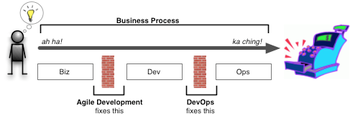 Business Process
ah ha!
ka ching!
Biz
Dev
Ops
Agile Development
fixes this
DevOps
fixes this